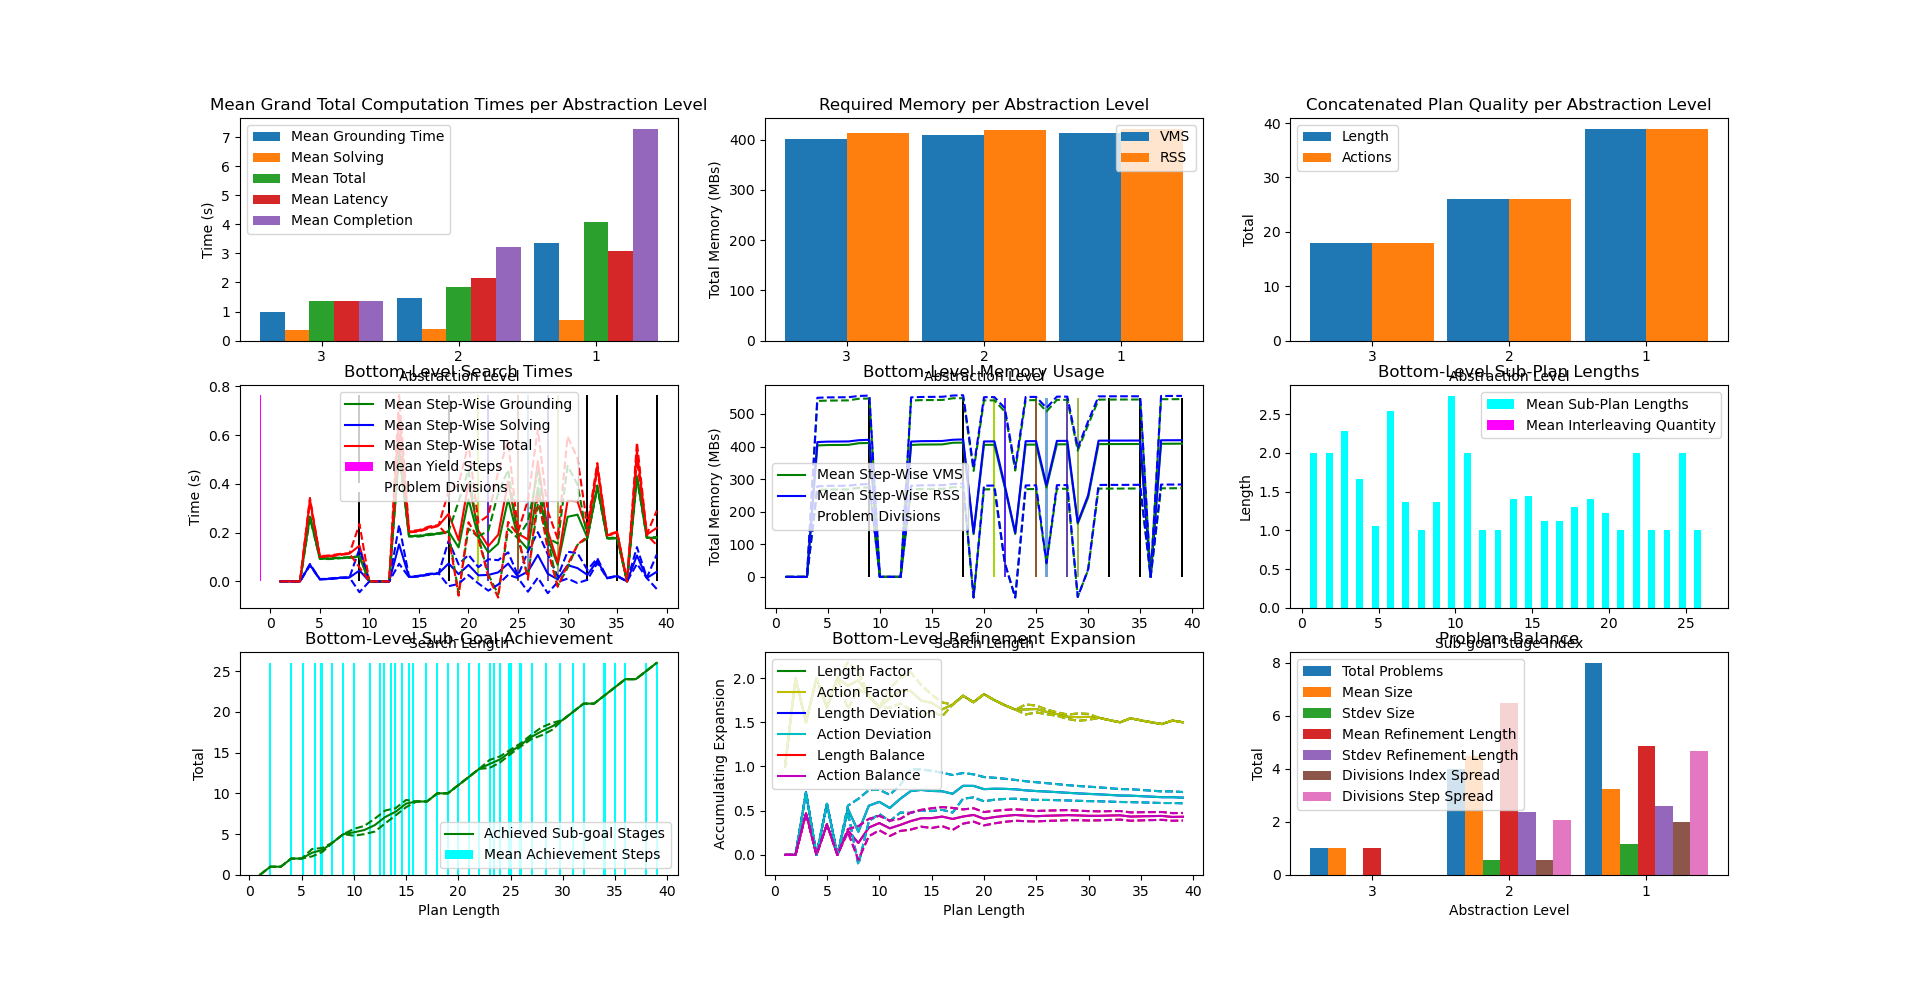 Mean Grand Total Computation Times per Abstraction Level
Mean Grounding Time
Mean Solving
Mean Total
Mean Latency
Mean Completion
Time (s)
0
1
2
3
4
5
6
7
3
2
1
Abstraction Level
Required Memory per Abstraction Level
VMS
RSS
Total Memory (MBs)
0
100
200
300
400
3
2
1
Abstraction Level
Concatenated Plan Quality per Abstraction Level
Length
Actions
Total
0
10
20
30
40
3
2
1
Abstraction Level
Bottom-Level Search Times
Mean Step-Wise Grounding
Mean Step-Wise Solving
Mean Step-Wise Total
Mean Yield Steps
Problem Divisions
Time (s)
0.0
0.2
0.4
0.6
0.8
0 5 10 15 20 25 30 35 40
Search Length
Bottom-Level Memory Usage
Mean Step-Wise VMS
Mean Step-Wise RSS
Problem Divisions
Total Memory (MBs)
0
100
200
300
400
500
0 5 10 15 20 25 30 35 40
Search Length
Bottom-Level Sub-Plan Lengths
Mean Sub-Plan Lengths
Mean Interleaving Quantity
Length
0.0
0.5
1.0
1.5
2.0
2.5
0 5 10 15 20 25
Sub-goal Stage Index
Bottom-Level Sub-Goal Achievement
Achieved Sub-goal Stages
Mean Achievement Steps
Total
0
5
10
15
20
25
0 5 10 15 20 25 30 35 40
Plan Length
Bottom-Level Refinement Expansion
Length Factor
Action Factor
Length Deviation
Action Deviation
Length Balance
Action Balance
Accumulating Expansion
0.0
0.5
1.0
1.5
2.0
0 5 10 15 20 25 30 35 40
Plan Length
Problem Balance
Total Problems
Mean Size
Stdev Size
Mean Refinement Length
Stdev Refinement Length
Divisions Index Spread
Divisions Step Spread
Total
0
2
4
6
8
3
2
1
Abstraction Level